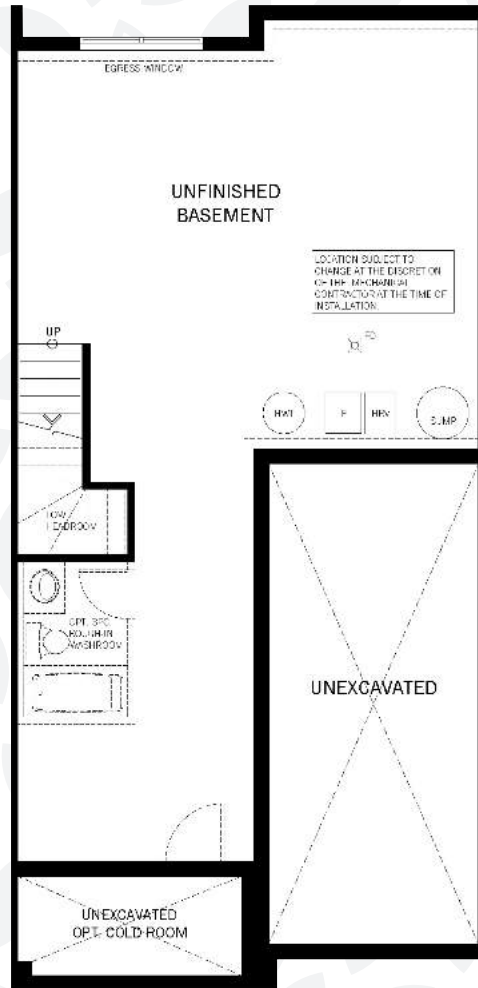 EGRESS WINDOW
UNFINISHED
BASEMENT
LOCATION SUBJECT TO
CHANGE AT THE DISCRETION
OF THE MECHANICAL
CONTRACTOR AT THE TIME OF
INSTALLATION.
FD
UP
HWT
F
HRV
SUMP
LOW
HEADROOM
OPT. 3PC
ROUGH-IN
WASHROOM
UNEXCAVATED
UNEXCAVATED
OPT. COLD ROOM